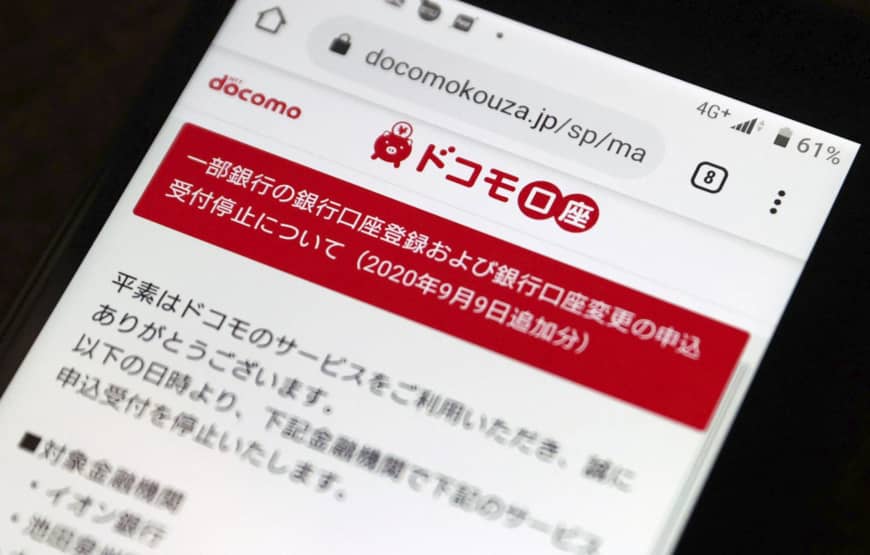 docomokouza.jp/sp/ma
4G+
61%
8
NTT
docomo
¥
ドコモ口座
一部銀行の銀行口座登録および銀行口座変更の申込
受付停止について（2020年9月9日追加分）
平素はドコモのサービスをご利用いただき、誠に
ありがとうございます。
以下の日時より、下記金融機関で下記のサービス
申込受付を停止いたします。
■対象金融機関
・イオン銀行
・池田泉州